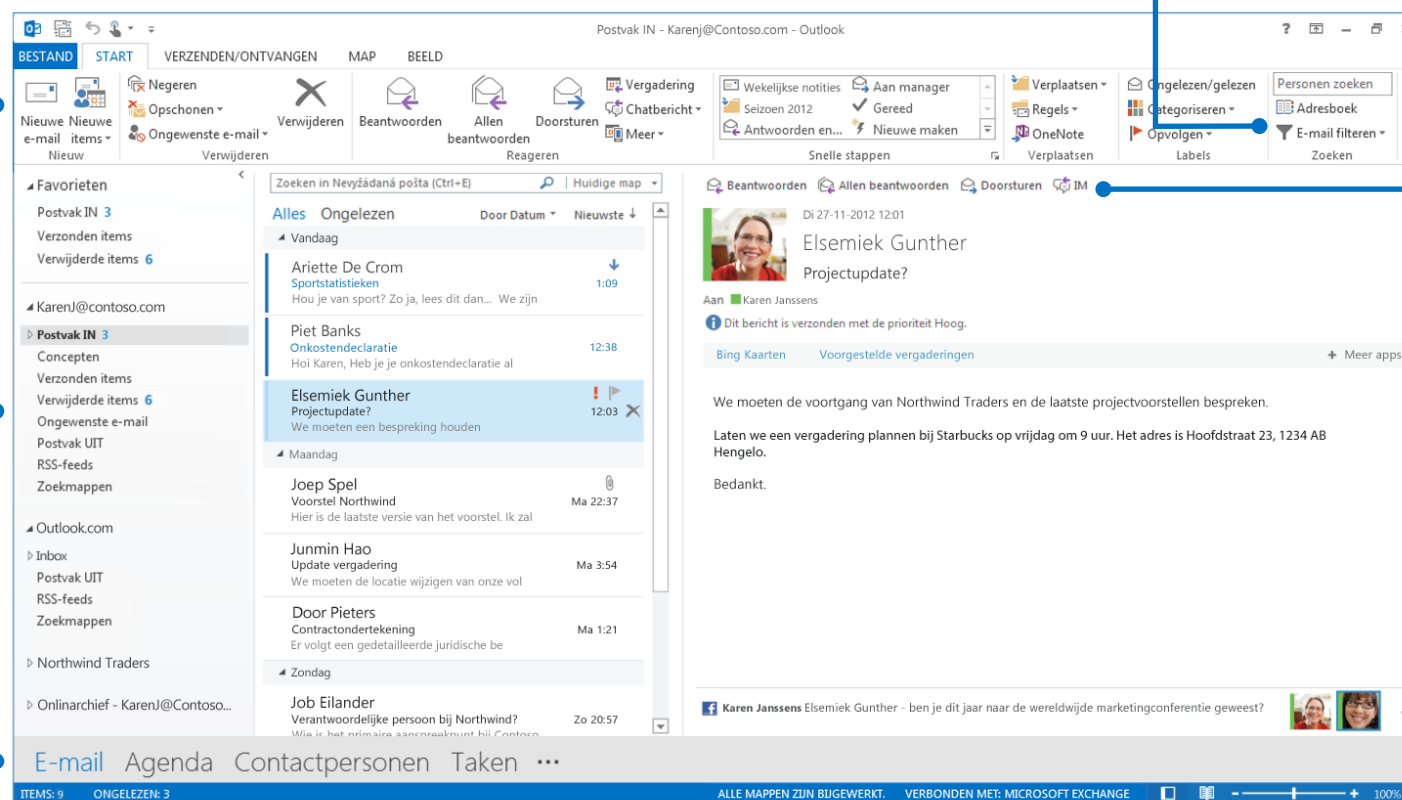 Postvak IN - Karenj@Contoso.com - Outlook
BESTAND START VERZENDEN/ONTVANGEN MAP BEELD
Nieuwe e-mail
Nieuwe items
Nieuw
Negeren
Opschonen
Ongewenste e-mail
Verwijderen
Verwijderen
Beantwoorden
Allen beantwoorden
Doorsturen
Vergadering
Chatbericht
Meer
Reageren
Wekelijkse notities
Seizoen 2012
Antwoorden en...
Aan manager
Gereed
Nieuwe maken
Snelle stappen
Verplaatsen
Regels
OneNote
Verplaatsen
Ongelezen/gelezen
Categoriseren
Opvolgen
Labels
Personen zoeken
Adresboek
E-mail filteren
Zoeken
Favorieten
Postvak IN 3
Verzonden items
Verwijderde items 6
KarenJ@contoso.com
Postvak IN 3
Concepten
Verzonden items
Verwijderde items 6
Ongewenste e-mail
Postvak UIT
RSS-feeds
Zoekmappen
Outlook.com
Inbox
Postvak UIT
RSS-feeds
Zoekmappen
Northwind Traders
Onlinarchief - KarenJ@Contoso...
Zoeken in Nevyžádaná pošta (Ctrl+E) Huidige map
Alles Ongelezen Door Datum Nieuwste
Vandaag
Ariette De Crom
Sportstatistieken 1:09
Hou je van sport? Zo ja, lees dit dan... We zijn
Piet Banks
Onkostendeclaratie 12:38
Hoi Karen, Heb je je onkostendeclaratie al
Elsemiek Gunther
Projectupdate? 12:03
We moeten een bespreking houden
Maandag
Joep Spel
Voorstel Northwind Ma 22:37
Hier is de laatste versie van het voorstel. Ik zal
Junmin Hao
Update vergadering Ma 3:54
We moeten de locatie wijzigen van onze vol
Door Pieters
Contractondertekening Ma 1:21
Er volgt een gedetailleerde juridische be
Zondag
Job Eilander
Verantwoordelijke persoon bij Northwind? Zo 20:57
Wie is het primaire aanspreekpunt bij Contoso
Beantwoorden Allen beantwoorden Doorsturen IM
Di 27-11-2012 12:01
Elsemiek Gunther
Projectupdate?
Aan Karen Janssens
Dit bericht is verzonden met de prioriteit Hoog.
Bing Kaarten Voorgestelde vergaderingen + Meer apps
We moeten de voortgang van Northwind Traders en de laatste projectvoorstellen bespreken.
Laten we een vergadering plannen bij Starbucks op vrijdag om 9 uur. Het adres is Hoofdstraat 23, 1234 AB
Hengelo.
Bedankt.
Karen Janssens Elsemiek Gunther - ben je dit jaar naar de wereldwijde marketingconferentie geweest?
E-mail Agenda Contactpersonen Taken ...
ITEMS: 9 ONGELEZEN: 3 ALLE MAPPEN ZIJN BIJGEWERKT. VERBONDEN MET: MICROSOFT EXCHANGE 100%